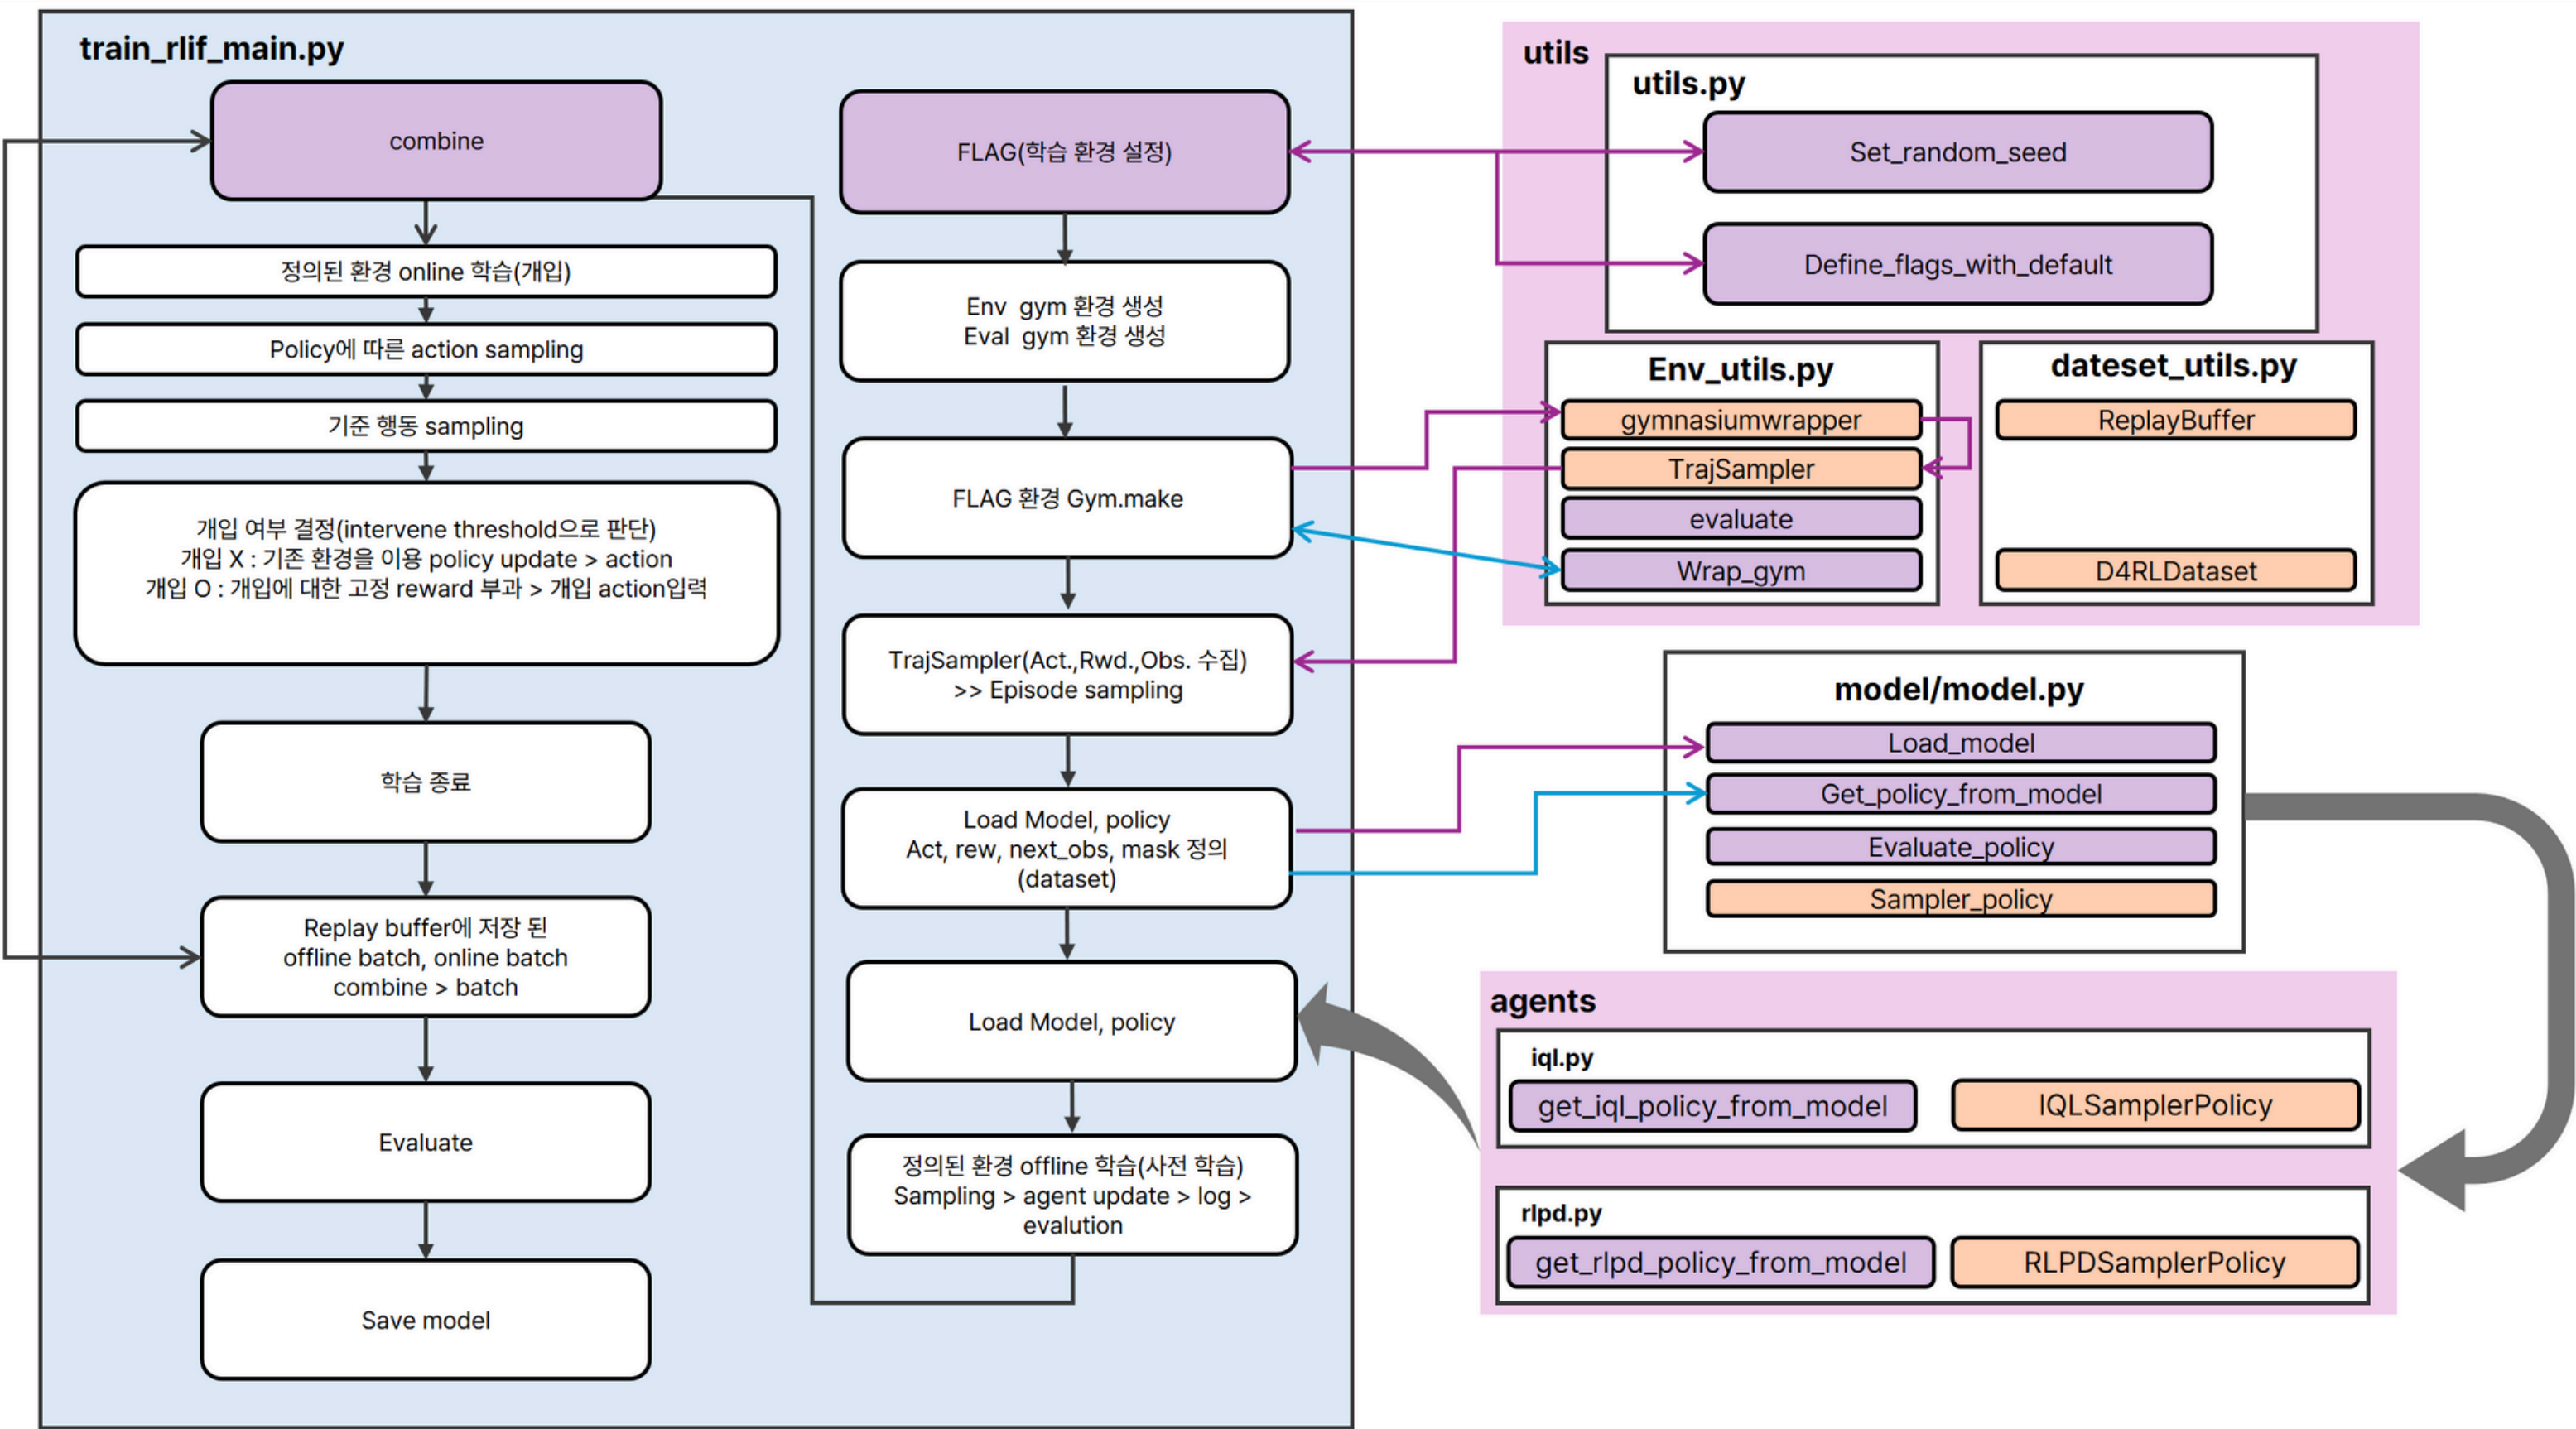 train_rlif_main.py
combine
정의된 환경 online 학습(개입)
Policy에 따른 action sampling
기준 행동 sampling
개입 여부 결정(intervene threshold으로 판단)
개입 X : 기존 환경을 이용 policy update > action
개입 O : 개입에 대한 고정 reward 부과 > 개입 action입력
학습 종료
Replay buffer에 저장 된
offline batch, online batch
combine > batch
Evaluate
Save model
FLAG(학습 환경 설정)
Env gym 환경 생성
Eval gym 환경 생성
FLAG 환경 Gym.make
TrajSampler(Act.,Rwd.,Obs. 수집)
>> Episode sampling
Load Model, policy
Act, rew, next_obs, mask 정의
(dataset)
Load Model, policy
정의된 환경 offline 학습(사전 학습)
Sampling > agent update > log >
evalution
utils
utils.py
Set_random_seed
Define_flags_with_default
Env_utils.py
gymnasiumwrapper
TrajSampler
evaluate
Wrap_gym
dateset_utils.py
ReplayBuffer
D4RLDataset
model/model.py
Load_model
Get_policy_from_model
Evaluate_policy
Sampler_policy
agents
iql.py
get_iql_policy_from_model
IQLSamplerPolicy
rlpd.py
get_rlpd_policy_from_model
RLPDSamplerPolicy